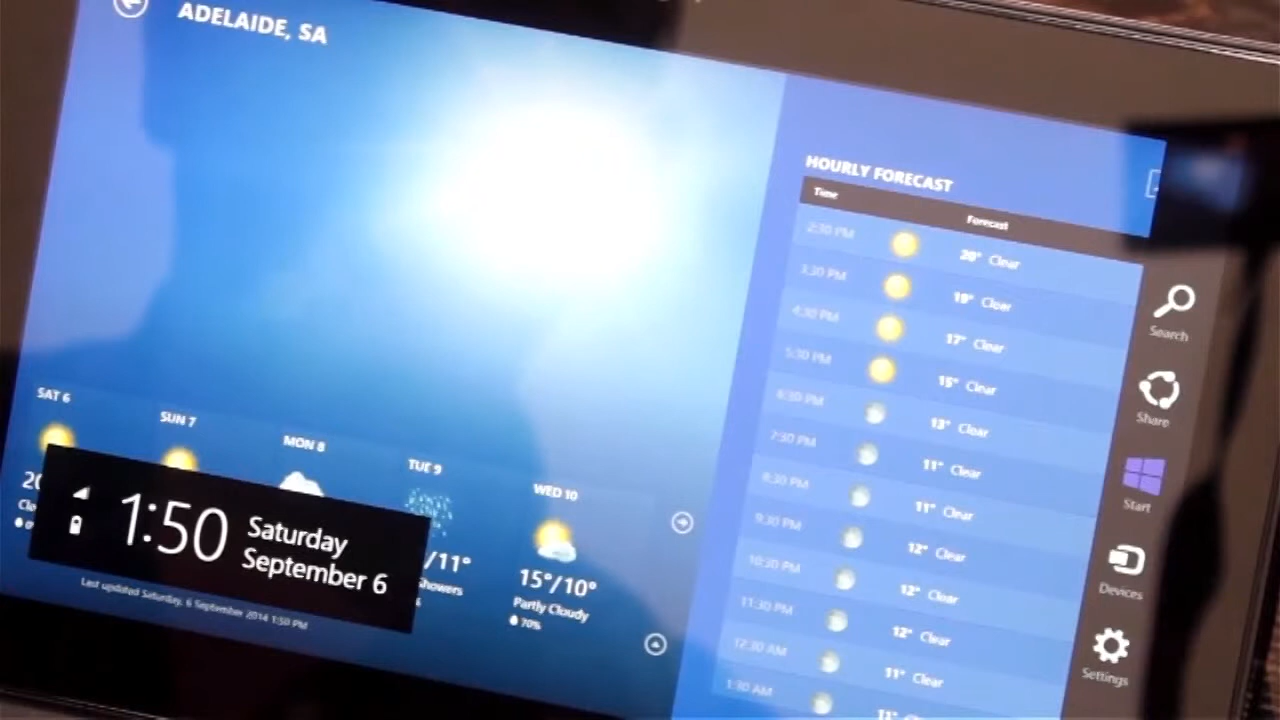 ADELAIDE, SA
HOURLY FORECAST
Time Forecast
2:30 PM 20° Clear
3:30 PM 19° Clear
4:30 PM 17° Clear
5:30 PM 15° Clear
6:30 PM 13° Clear
7:30 PM 11° Clear
8:30 PM 11° Clear
9:30 PM 12° Clear
10:30 PM 12° Clear
11:30 PM 12° Clear
12:30 AM 11° Clear
1:30 AM 11° Clear
SAT 6
SUN 7
MON 8
TUE 9
WED 10
/11°
Showers
15°/10°
Partly Cloudy
70%
1:50
Saturday
September 6
Last updated Saturday, 6 September 2014 1:50 PM
Search
Share
Start
Devices
Settings